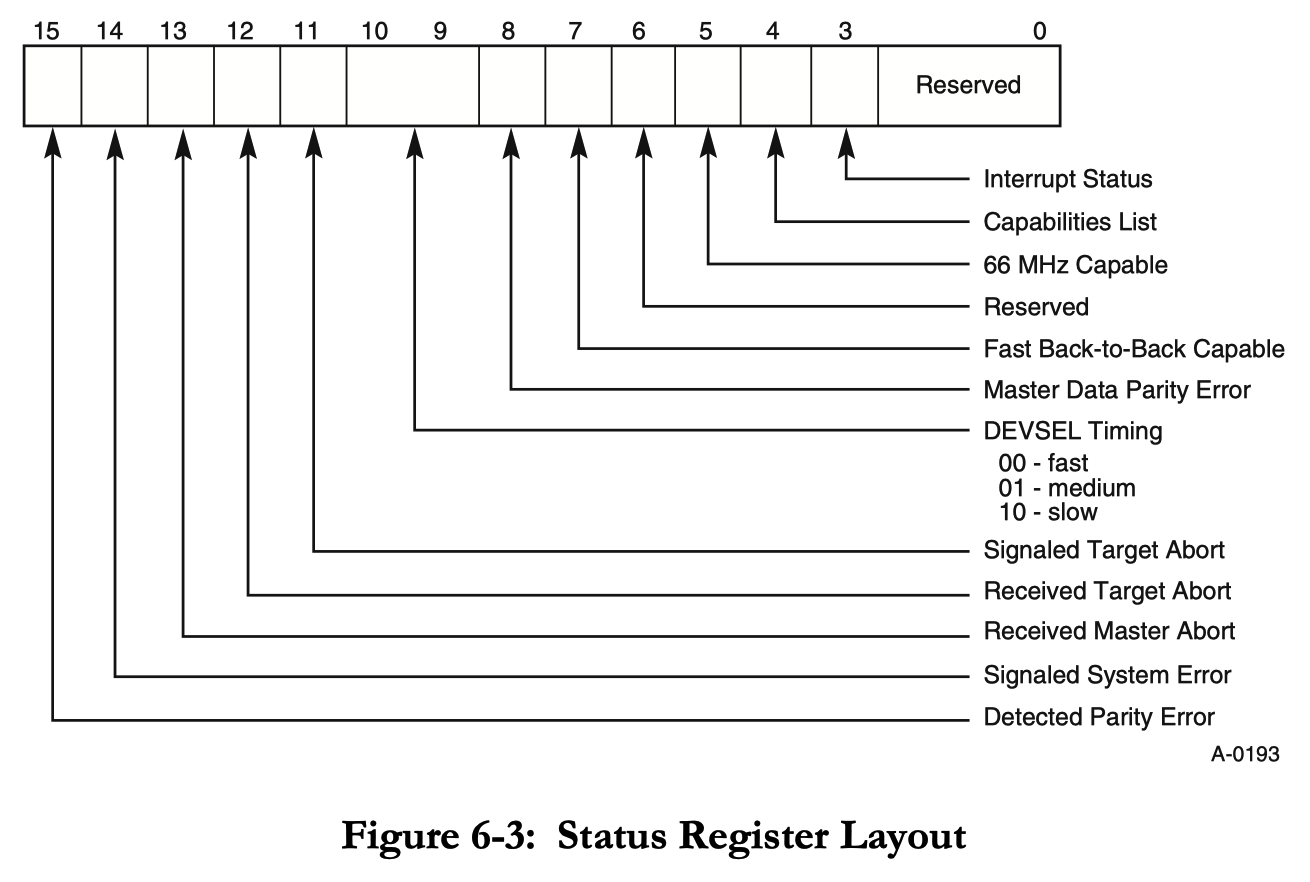 15 14 13 12 11 10 9 8 7 6 5 4 3 0
Reserved
Interrupt Status
Capabilities List
66 MHz Capable
Reserved
Fast Back-to-Back Capable
Master Data Parity Error
DEVSEL Timing
00 - fast
01 - medium
10 - slow
Signaled Target Abort
Received Target Abort
Received Master Abort
Signaled System Error
Detected Parity Error
A-0193
Figure 6-3: Status Register Layout